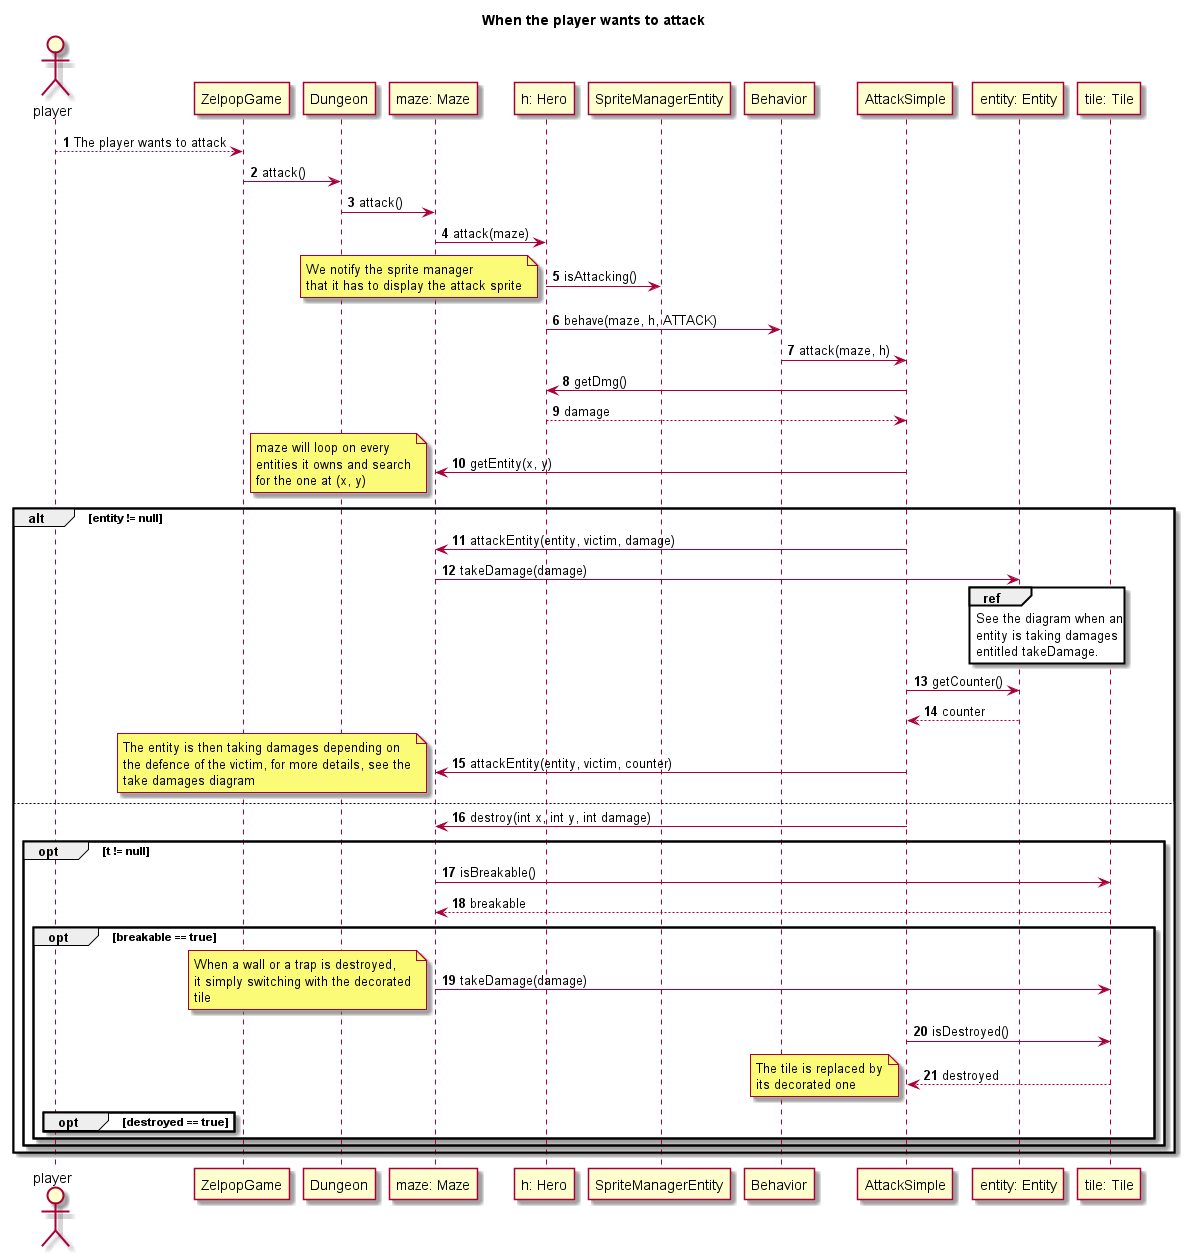 When the player wants to attack
player
ZelpopGame
Dungeon
maze: Maze
h: Hero
SpriteManagerEntity
Behavior
AttackSimple
entity: Entity
tile: Tile
1 The player wants to attack
2 attack()
3 attack()
4 attack(maze)
We notify the sprite manager
that it has to display the attack sprite
5 isAttacking()
6 behave(maze, h, ATTACK)
7 attack(maze, h)
8 getDmg()
9 damage
maze will loop on every
entities it owns and search
for the one at (x, y)
10 getEntity(x, y)
alt [entity != null]
11 attackEntity(entity, victim, damage)
12 takeDamage(damage)
ref
See the diagram when an
entity is taking damages
entitled takeDamage.
13 getCounter()
14 counter
The entity is then taking damages depending on
the defence of the victim, for more details, see the
take damages diagram
15 attackEntity(entity, victim, counter)
16 destroy(int x, int y, int damage)
opt [t != null]
17 isBreakable()
18 breakable
opt [breakable == true]
When a wall or a trap is destroyed,
it simply switching with the decorated
tile
19 takeDamage(damage)
20 isDestroyed()
The tile is replaced by
its decorated one
21 destroyed
opt [destroyed == true]
player
ZelpopGame
Dungeon
maze: Maze
h: Hero
SpriteManagerEntity
Behavior
AttackSimple
entity: Entity
tile: Tile